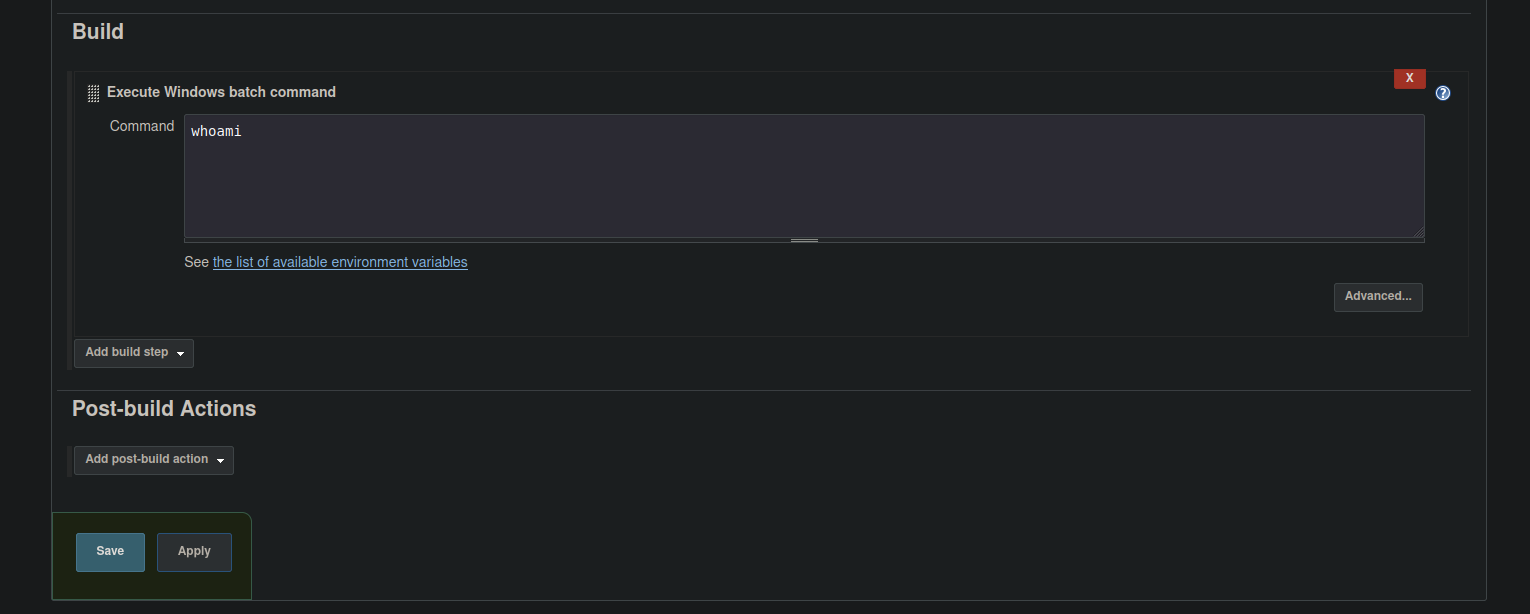 Build
X
Execute Windows batch command
?
Command
whoami
See the list of available environment variables
Advanced...
Add build step
Post-build Actions
Add post-build action
Save Apply